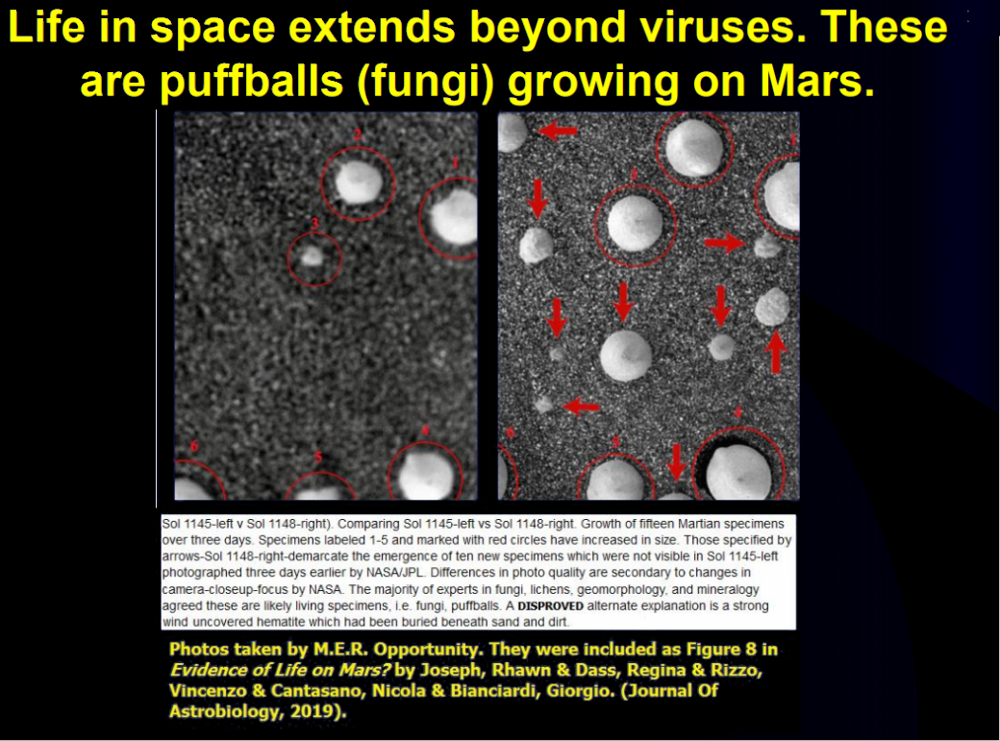 Life in space extends beyond viruses. These
are puffballs (fungi) growing on Mars.
2
1
3
6
5
4
1
1
9
5
4
Sol 1145-left v Sol 1148-right). Comparing Sol 1145-left vs Sol 1148-right. Growth of fifteen Martian specimens
over three days. Specimens labeled 1-5 and marked with red circles have increased in size. Those specified by
arrows-Sol 1148-right-demarcate the emergence of ten new specimens which were not visible in Sol 1145-left
photographed three days earlier by NASA/JPL. Differences in photo quality are secondary to changes in
camera-closeup-focus by NASA. The majority of experts in fungi, lichens, geomorphology, and mineralogy
agreed these are likely living specimens, i.e. fungi, puffballs. A DISPROVED alternate explanation is a strong
wind uncovered hematite which had been buried beneath sand and dirt.
Photos taken by M.E.R. Opportunity. They were included as Figure 8 in
Evidence of Life on Mars? by Joseph, Rhawn & Dass, Regina & Rizzo,
Vincenzo & Cantasano, Nicola & Bianciardi, Giorgio. (Journal Of
Astrobiology, 2019).